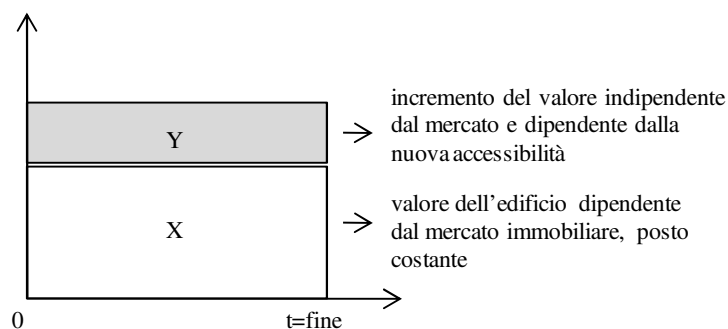 Y
incremento del valore indipendente
dal mercato e dipendente dalla
nuova accessibilità
X
valore dell’edificio dipendente
dal mercato immobiliare, posto
costante
0
t=fine